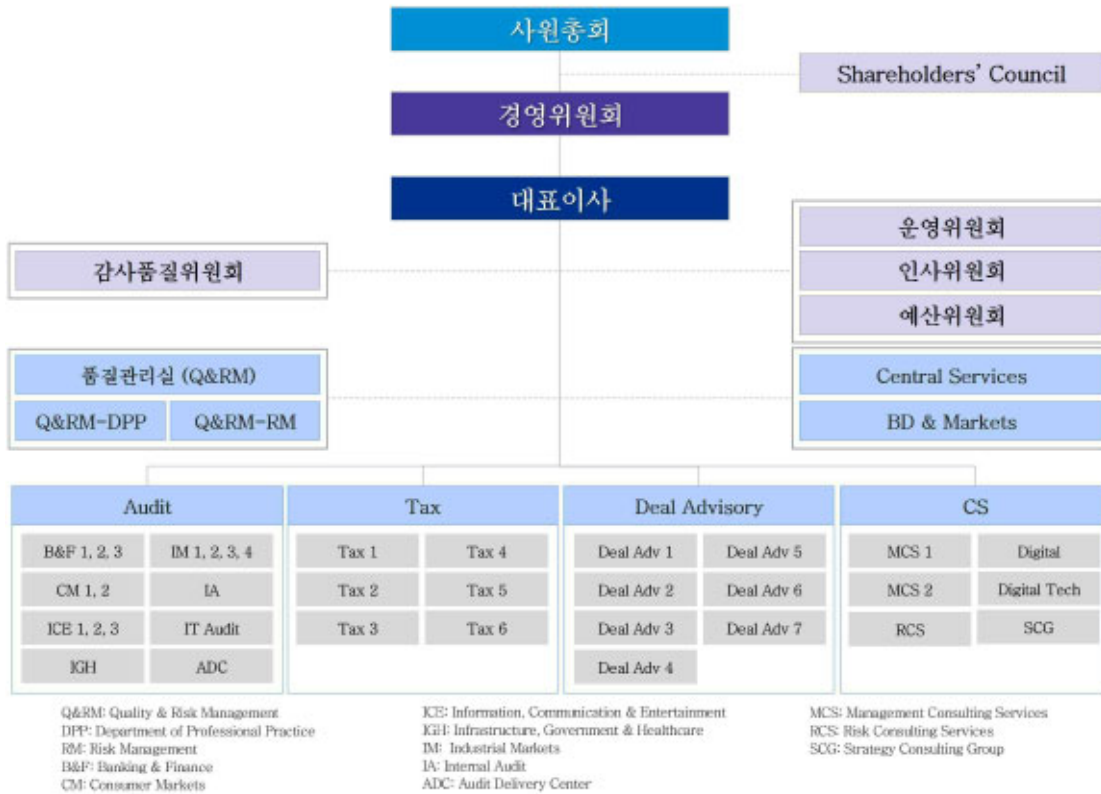 사원총회
Shareholders' Council
경영위원회
대표이사
감사품질위원회
운영위원회
인사위원회
예산위원회
품질관리실 (Q&RM)
Q&RM-DPP
Q&RM-RM
Central Services
BD & Markets
Audit
B&F 1, 2, 3
IM 1, 2, 3, 4
CM 1, 2
IA
ICE 1, 2, 3
IT Audit
IGH
ADC
Tax
Tax 1
Tax 4
Tax 2
Tax 5
Tax 3
Tax 6
Deal Advisory
Deal Adv 1
Deal Adv 5
Deal Adv 2
Deal Adv 6
Deal Adv 3
Deal Adv 7
Deal Adv 4
CS
MCS 1
Digital
MCS 2
Digital Tech
RCS
SCG
Q&RM: Quality & Risk Management
DPP: Department of Professional Practice
RM: Risk Management
B&F: Banking & Finance
CM: Consumer Markets
ICE: Information, Communication & Entertainment
IGH: Infrastructure, Government & Healthcare
IM: Industrial Markets
IA: Internal Audit
ADC: Audit Delivery Center
MCS: Management Consulting Services
RCS: Risk Consulting Services
SCG: Strategy Consulting Group